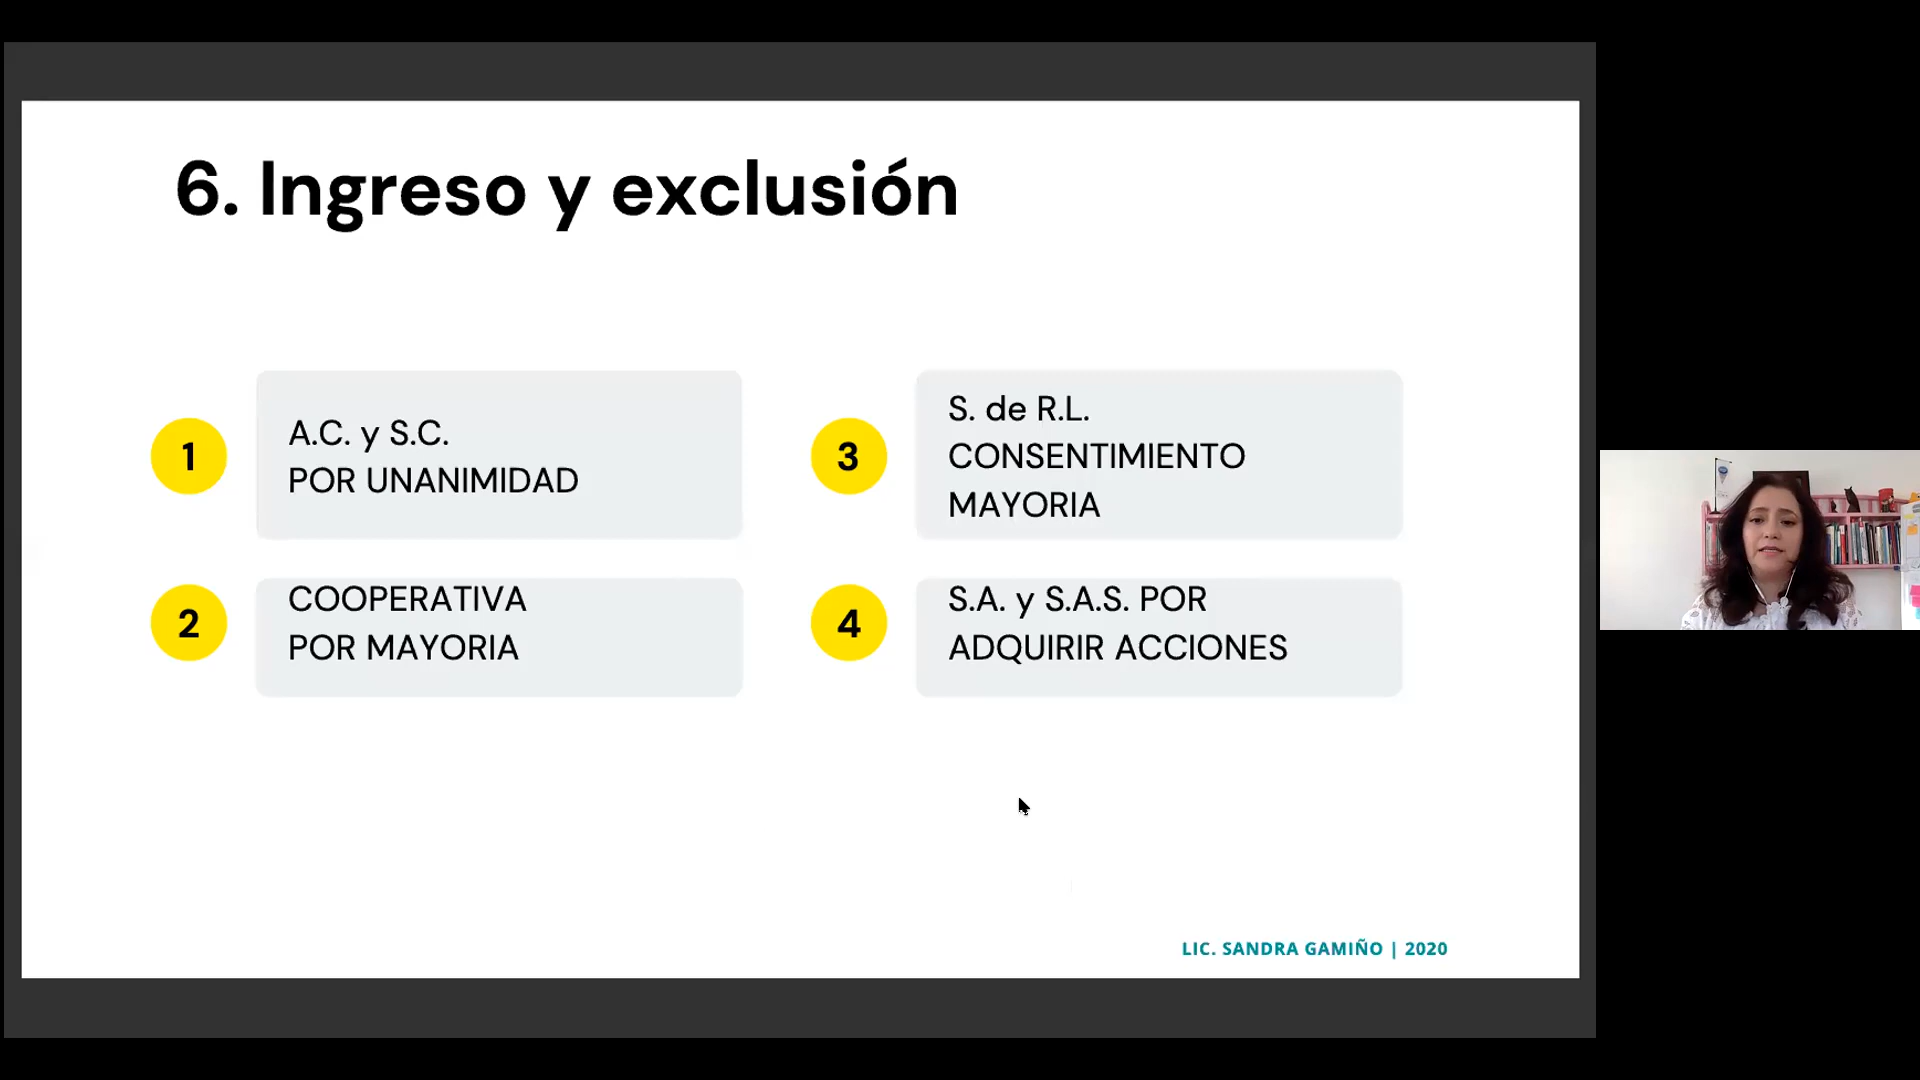 6. Ingreso y exclusión
1
A.C. y S.C.
POR UNANIMIDAD
2
COOPERATIVA
POR MAYORIA
3
S. de R.L.
CONSENTIMIENTO
MAYORIA
4
S.A. y S.A.S. POR
ADQUIRIR ACCIONES
LIC. SANDRA GAMIÑO | 2020